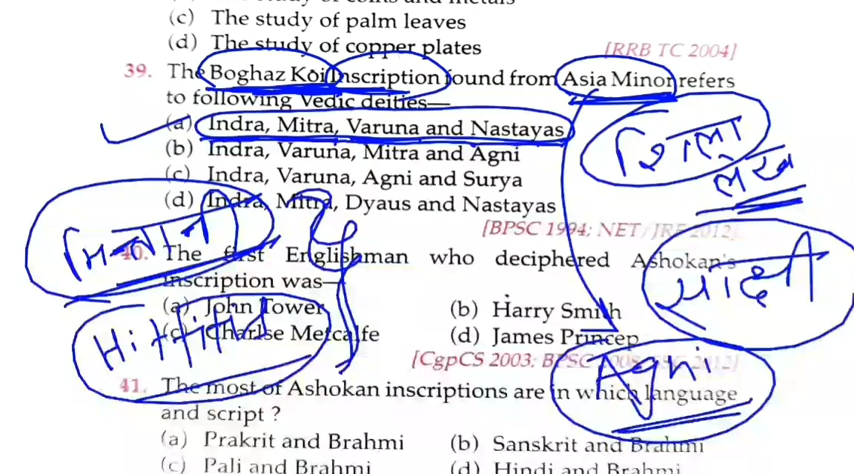 (c) The study of palm leaves
(d) The study of copper plates
[RRB TC 2004]
39. The Boghaz Koi Inscription found from Asia Minor refers
to following Vedic deities—
(a) Indra, Mitra, Varuna and Nastayas
(b) Indra, Varuna, Mitra and Agni
(c) Indra, Varuna, Agni and Surya
(d) Indra, Mitra, Dyaus and Nastayas
[BPSC 1994; NET/JRF 2012]
शिला
लेख
40. The first Englishman who deciphered Ashokan's
inscription was—
(a) John Tower (b) Harry Smith
(c) Charlse Metcalfe (d) James Princep
[CgpCS 2003; BPSC 2012]
मितानी
Hittite
Agni
41. The most of Ashokan inscriptions are in which language
and script ?
(a) Prakrit and Brahmi (b) Sanskrit and Brahmi
(c) Pali and Brahmi (d) Hindi and Brahmi